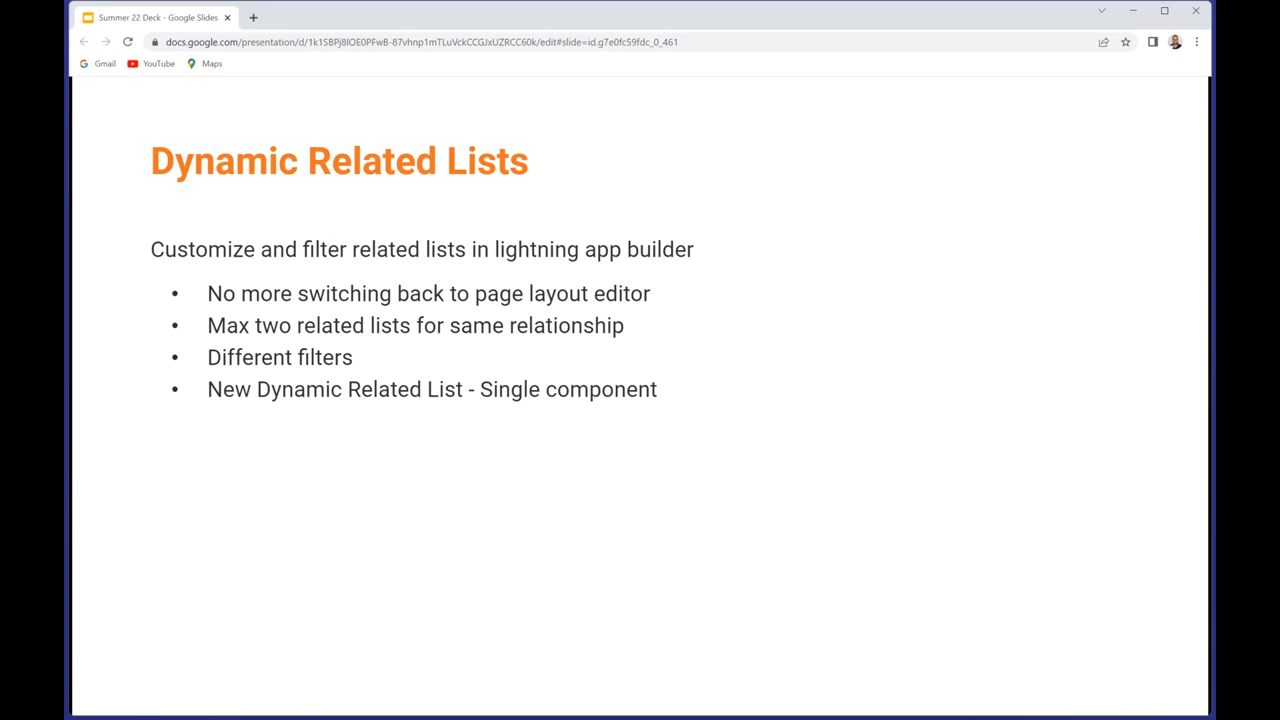 Summer 22 Deck - Google Slides
docs.google.com/presentation/d/1k1SBPj8lOE0PFwB-87vhnp1mTLuVckCCGJxUZRCC60k/edit#slide=id.g7e0fc59fdc_0_461
Gmail YouTube Maps
Dynamic Related Lists
Customize and filter related lists in lightning app builder
• No more switching back to page layout editor
• Max two related lists for same relationship
• Different filters
• New Dynamic Related List - Single component